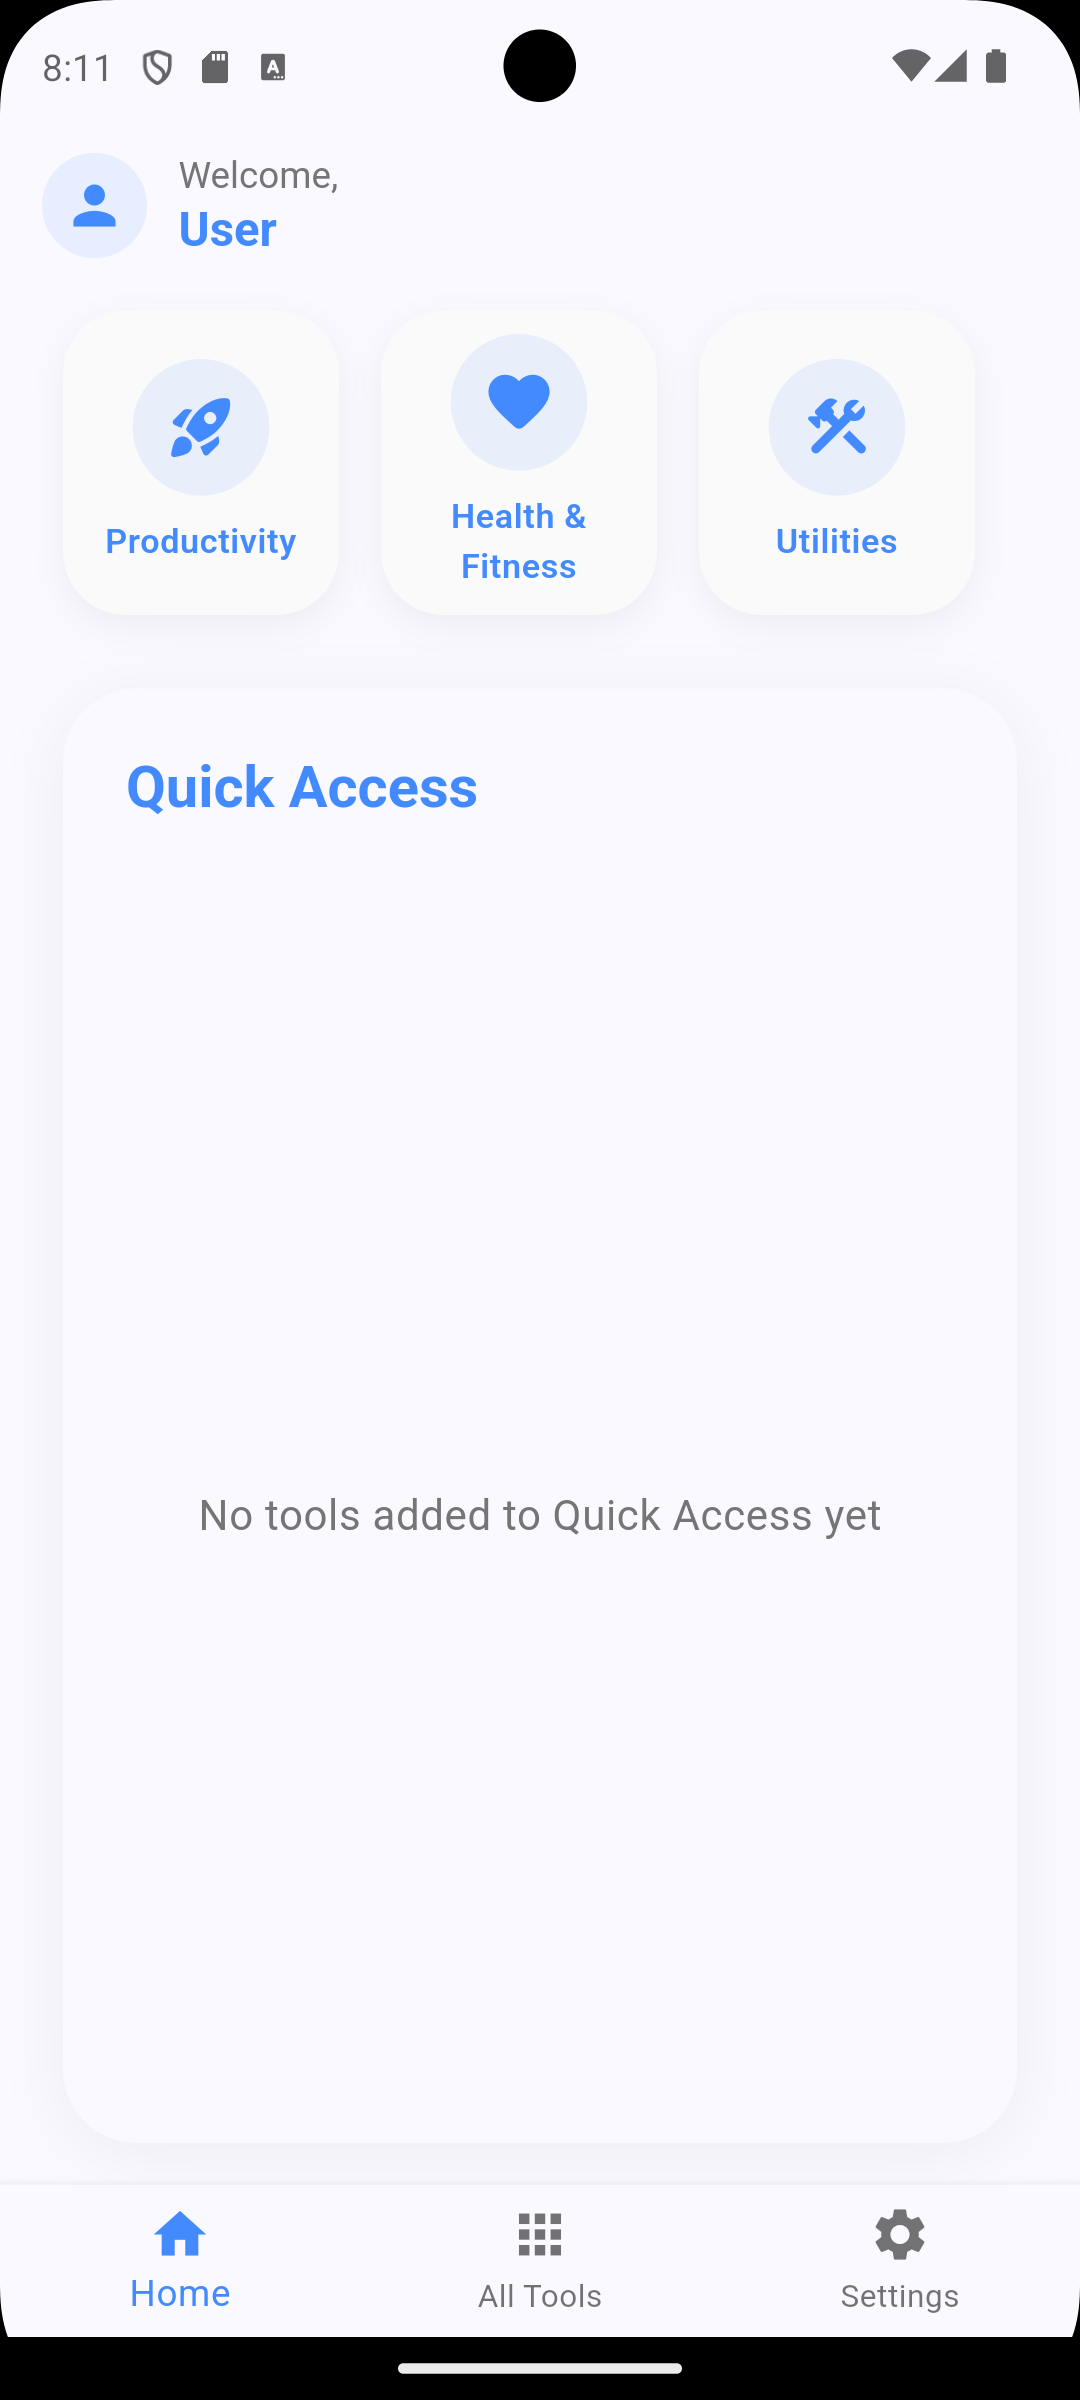 8:11
Welcome,
User
Productivity
Health &
Fitness
Utilities
Quick Access
No tools added to Quick Access yet
Home
All Tools
Settings